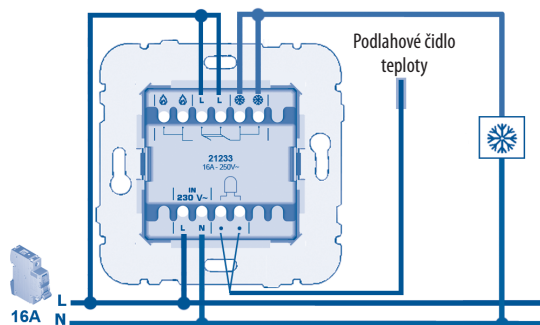 Podlahové čidlo
teploty
L L
21233
16A - 250V~
IN
230 V~
L N
L
16A N